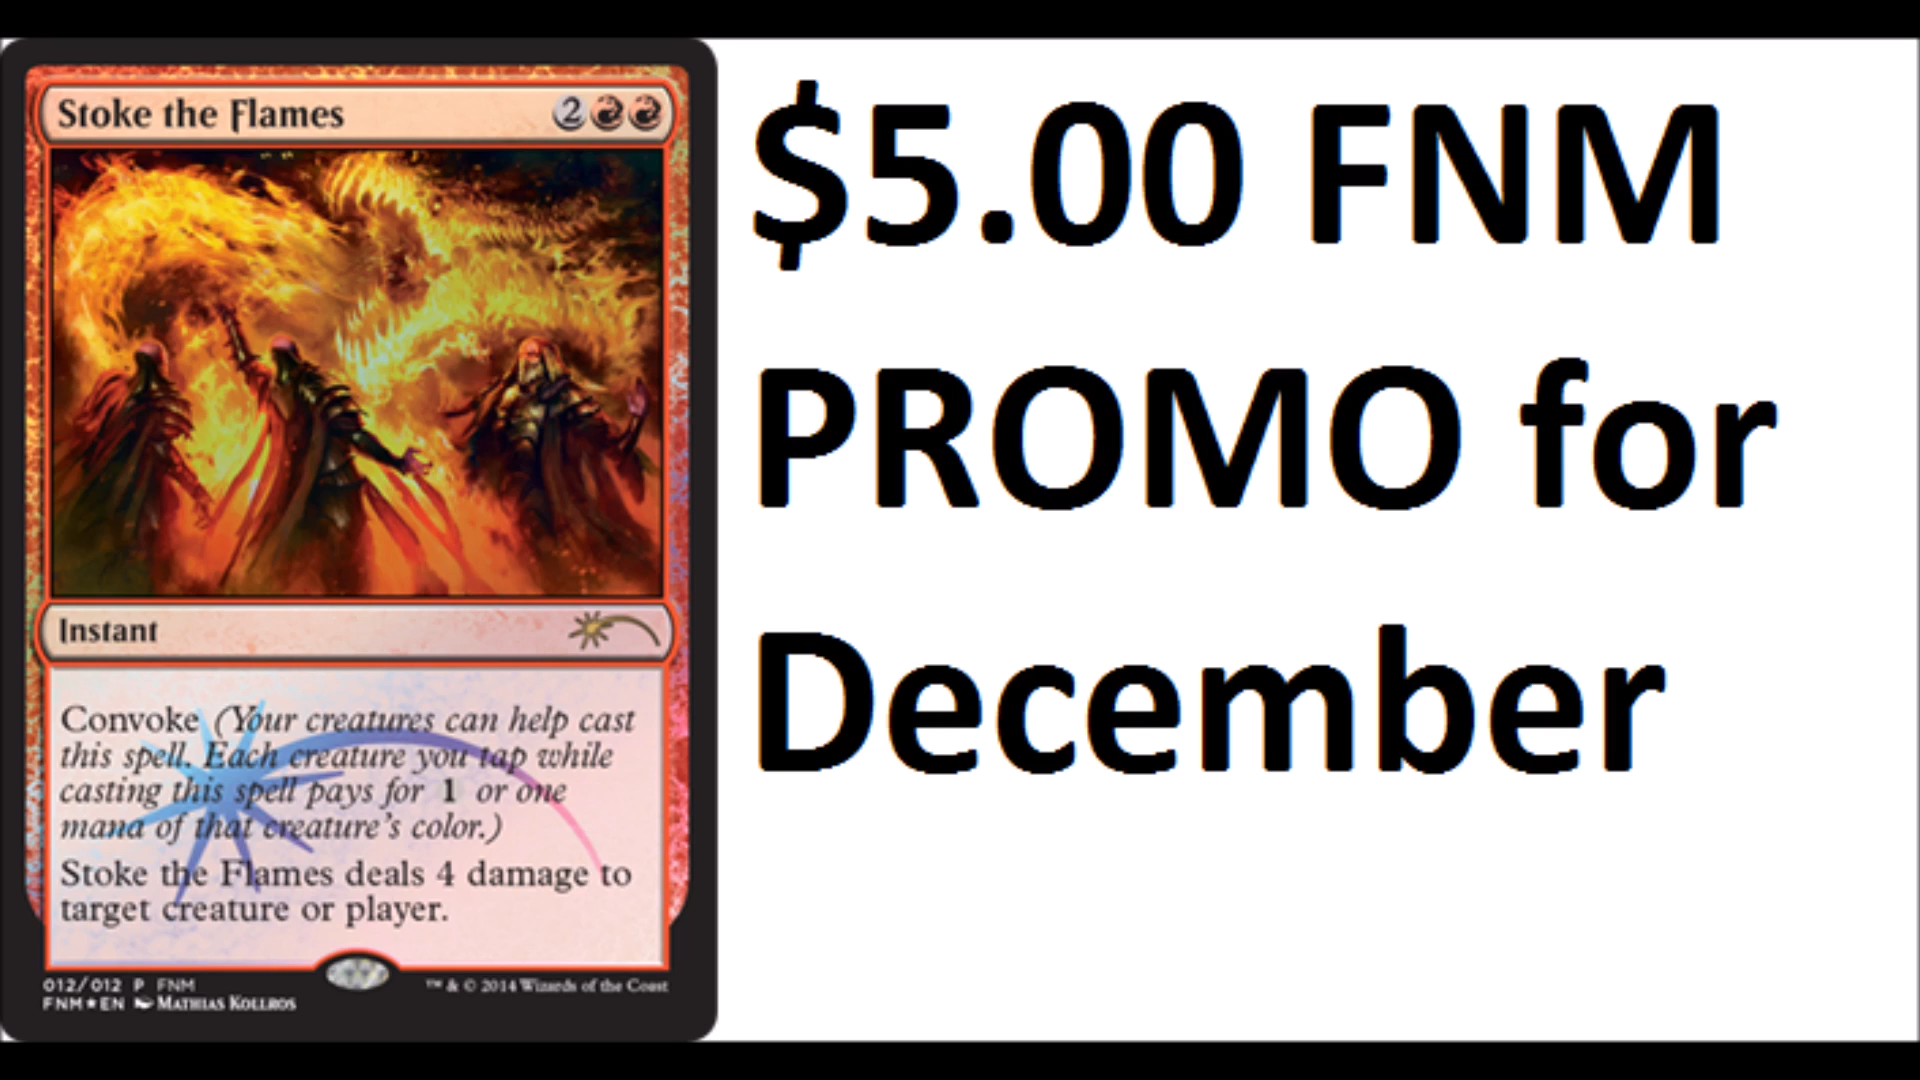 Stoke the Flames 2
Instant
Convoke (Your creatures can help cast
this spell. Each creature you tap while
casting this spell pays for 1 or one
mana of that creature's color.)
Stoke the Flames deals 4 damage to
target creature or player.
012/012 P FNM
FNM★EN MATHIAS KOLLROS
™ & © 2014 Wizards of the Coast
$5.00 FNM
PROMO for
December